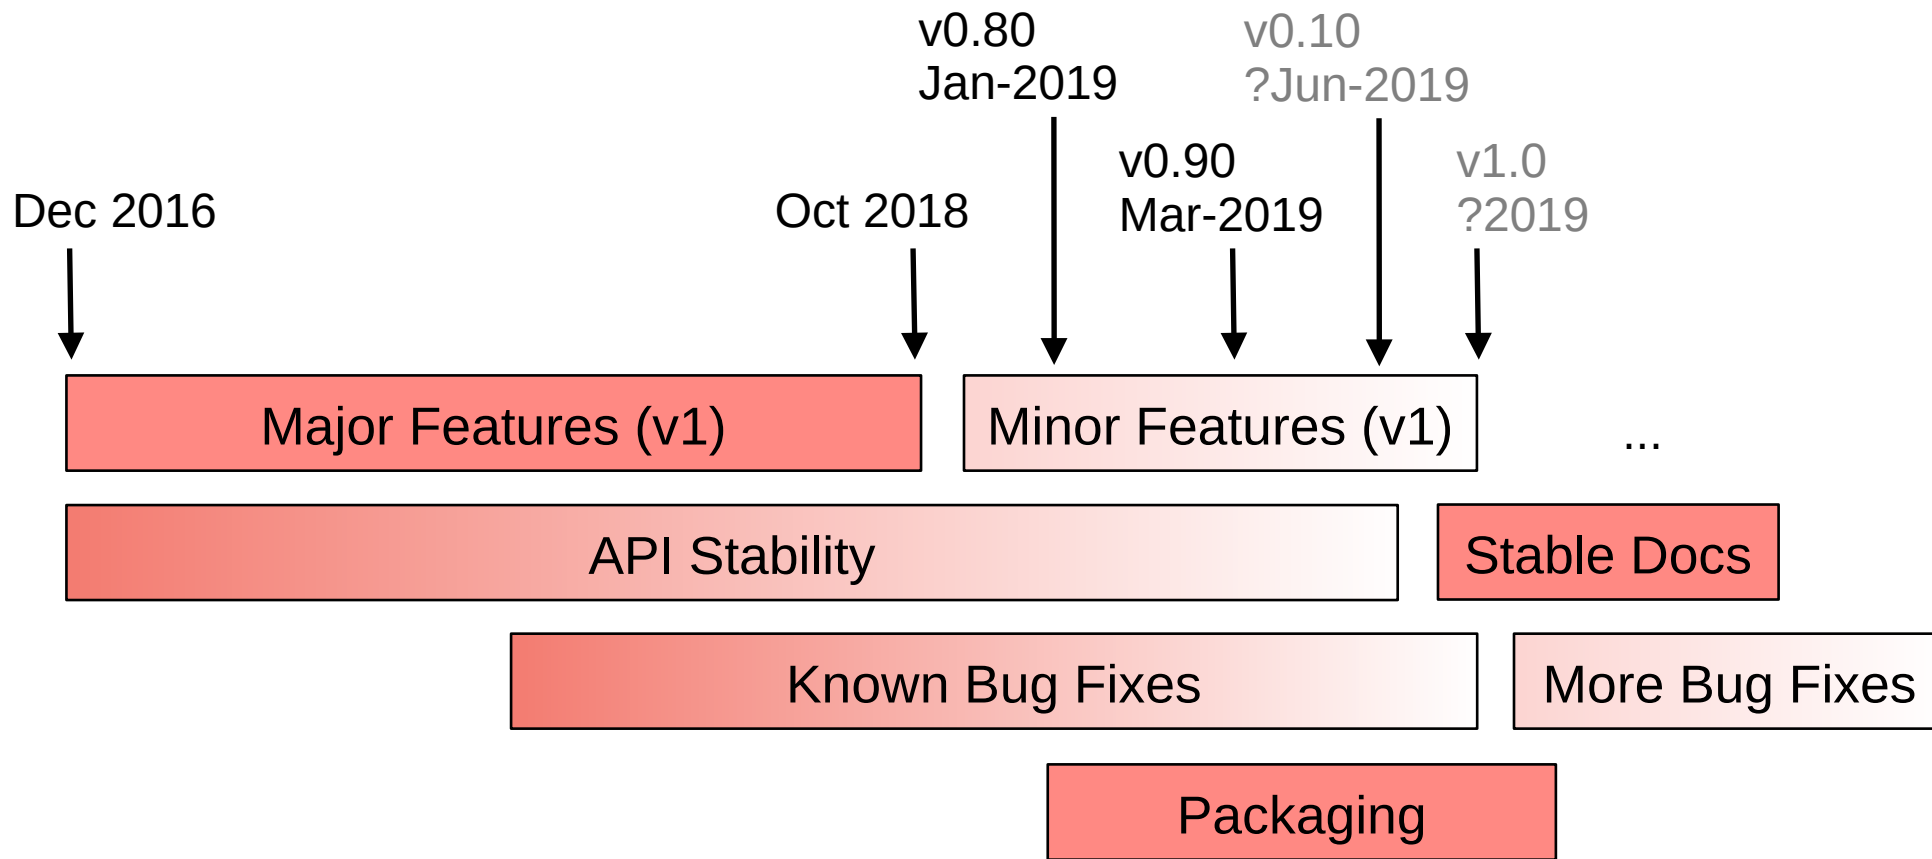 v0.80
Jan-2019
v0.10
?Jun-2019
v0.90
Mar-2019
v1.0
?2019
Dec 2016
Oct 2018
Major Features (v1)
Minor Features (v1)
...
API Stability
Stable Docs
Known Bug Fixes
More Bug Fixes
Packaging